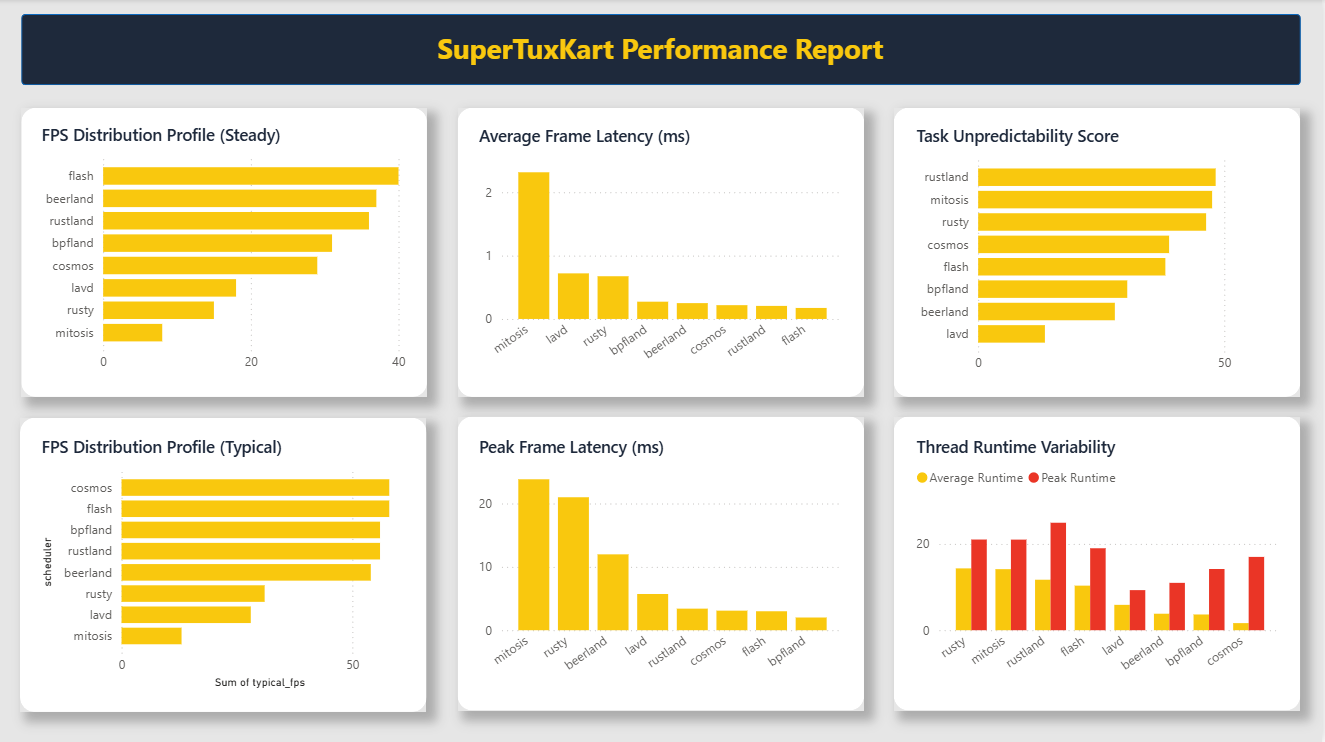 SuperTuxKart Performance Report
FPS Distribution Profile (Steady)
flash
beerland
rustland
bpfland
cosmos
lavd
rusty
mitosis
0 20 40
Average Frame Latency (ms)
2
1
0
mitosis lavd rusty bpfland beerland cosmos rustland flash
Task Unpredictability Score
rustland
mitosis
rusty
cosmos
flash
bpfland
beerland
lavd
0 50
FPS Distribution Profile (Typical)
scheduler
cosmos
flash
bpfland
rustland
beerland
rusty
lavd
mitosis
0 50
Sum of typical_fps
Peak Frame Latency (ms)
20
10
0
mitosis rusty beerland lavd rustland cosmos flash bpfland
Thread Runtime Variability
Average Runtime Peak Runtime
20
0
rusty mitosis rustland flash lavd beerland bpfland cosmos